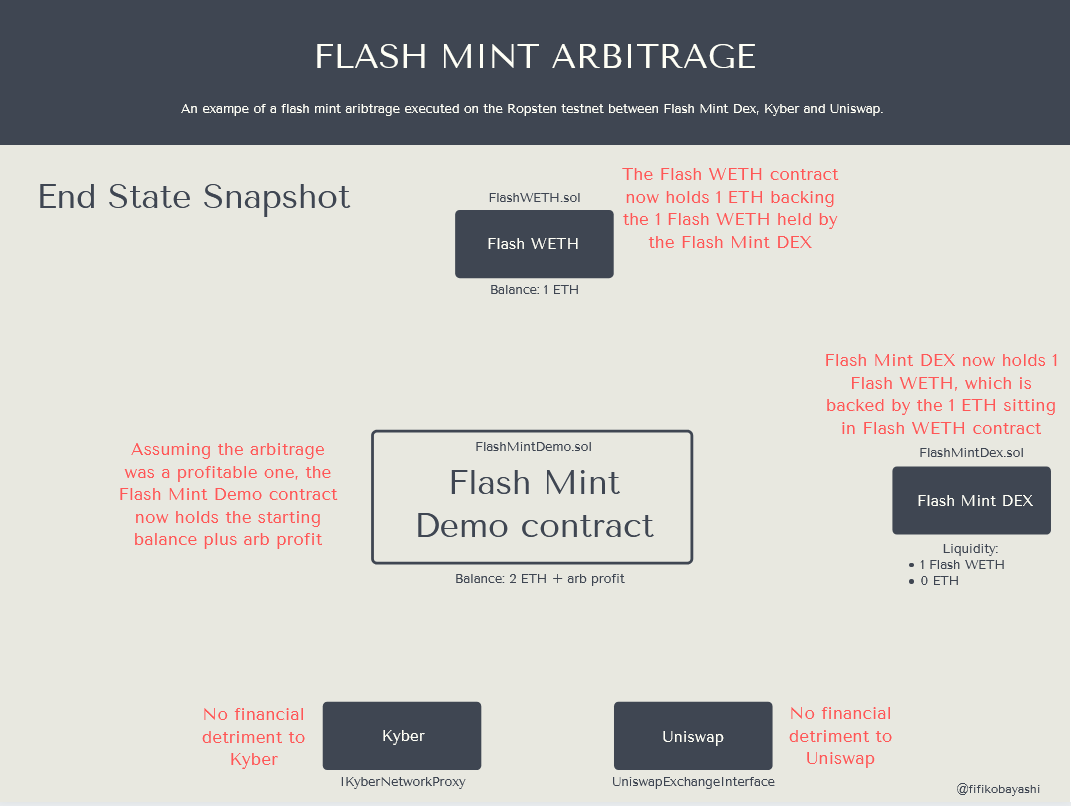 FLASH MINT ARBITRAGE
An exampe of a flash mint aribtrage executed on the Ropsten testnet between Flash Mint Dex, Kyber and Uniswap.
End State Snapshot
FlashWETH.sol
Flash WETH
Balance: 1 ETH
The Flash WETH contract
now holds 1 ETH backing
the 1 Flash WETH held by
the Flash Mint DEX
Flash Mint DEX now holds 1
Flash WETH, which is
backed by the 1 ETH sitting
in Flash WETH contract
FlashMintDex.sol
Flash Mint DEX
Liquidity:
• 1 Flash WETH
• 0 ETH
Assuming the arbitrage
was a profitable one, the
Flash Mint Demo contract
now holds the starting
balance plus arb profit
FlashMintDemo.sol
Flash Mint
Demo contract
Balance: 2 ETH + arb profit
No financial
detriment to
Kyber
Kyber
IKyberNetworkProxy
Uniswap
UniswapExchangeInterface
No financial
detriment to
Uniswap
@fifikobayashi